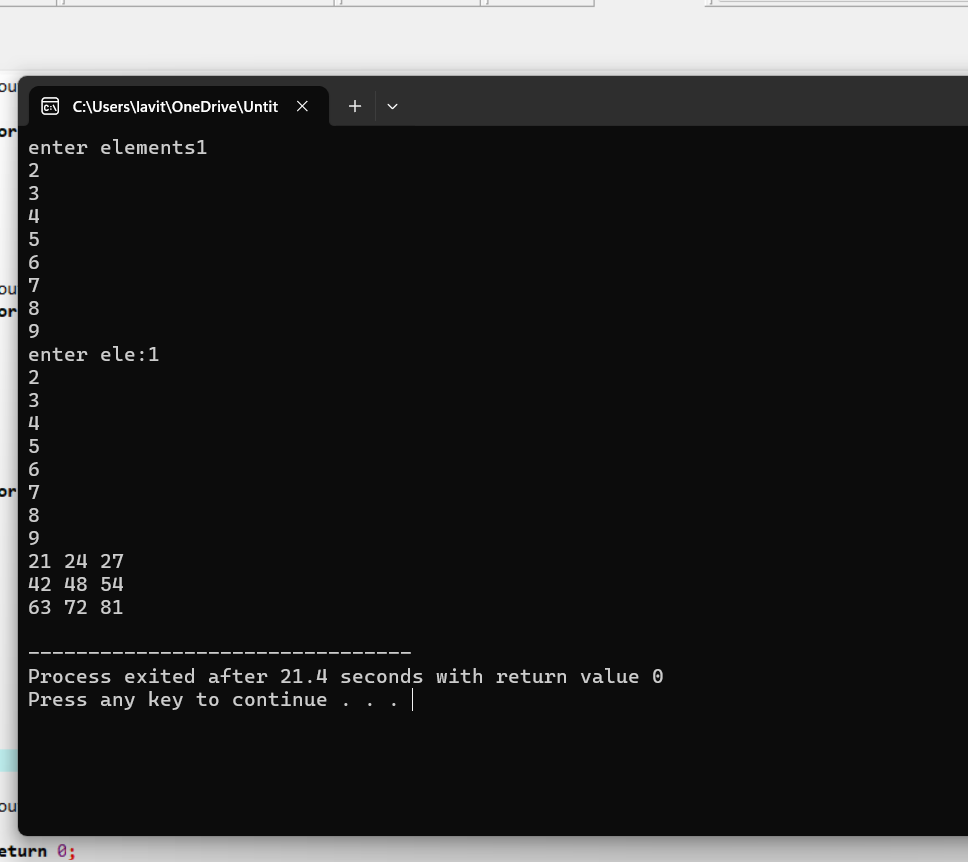 C:\Users\lavit\OneDrive\Untit
enter elements1
2
3
4
5
6
7
8
9
enter ele:1
2
3
4
5
6
7
8
9
21 24 27
42 48 54
63 72 81
--------------------------------
Process exited after 21.4 seconds with return value 0
Press any key to continue . . .
ou
or
ou
or
or
ou
eturn 0;